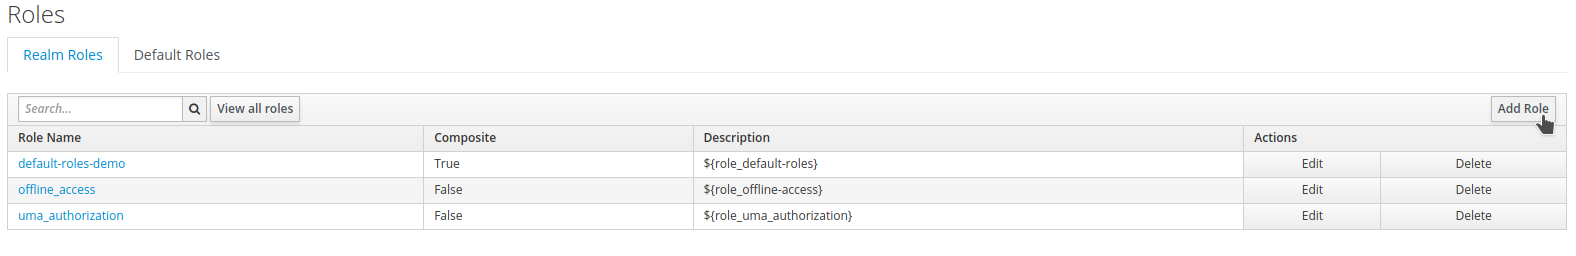 Roles
Realm Roles Default Roles
Search... View all roles Add Role
Role Name Composite Description Actions
default-roles-demo True ${role_default-roles} Edit Delete
offline_access False ${role_offline-access} Edit Delete
uma_authorization False ${role_uma_authorization} Edit Delete